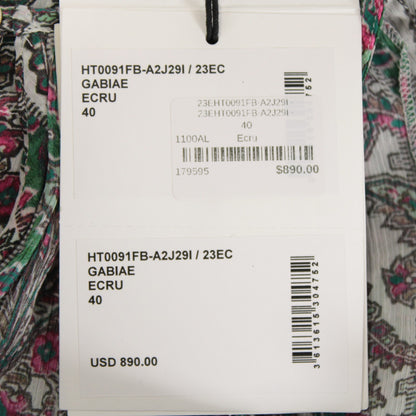 HT0091FB-A2J29I / 23EC
GABIAE
ECRU
40
23EHT0091FB-A2J29I
23EHT0091FB-A2J29I
40
1100AL Ecru
179595 $890.00
HT0091FB-A2J29I / 23EC
GABIAE
ECRU
40
USD 890.00
3613615304752